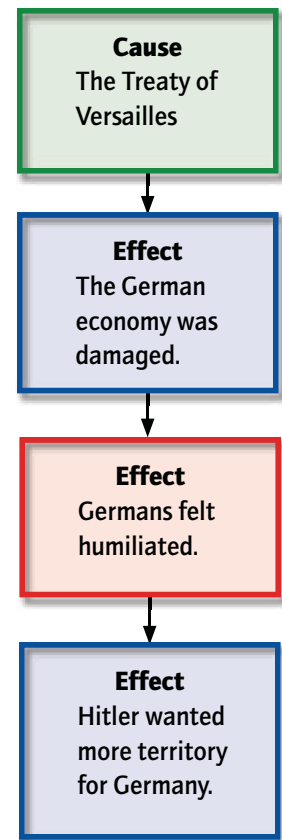 Cause
The Treaty of
Versailles
Effect
The German
economy was
damaged.
Effect
Germans felt
humiliated.
Effect
Hitler wanted
more territory
for Germany.